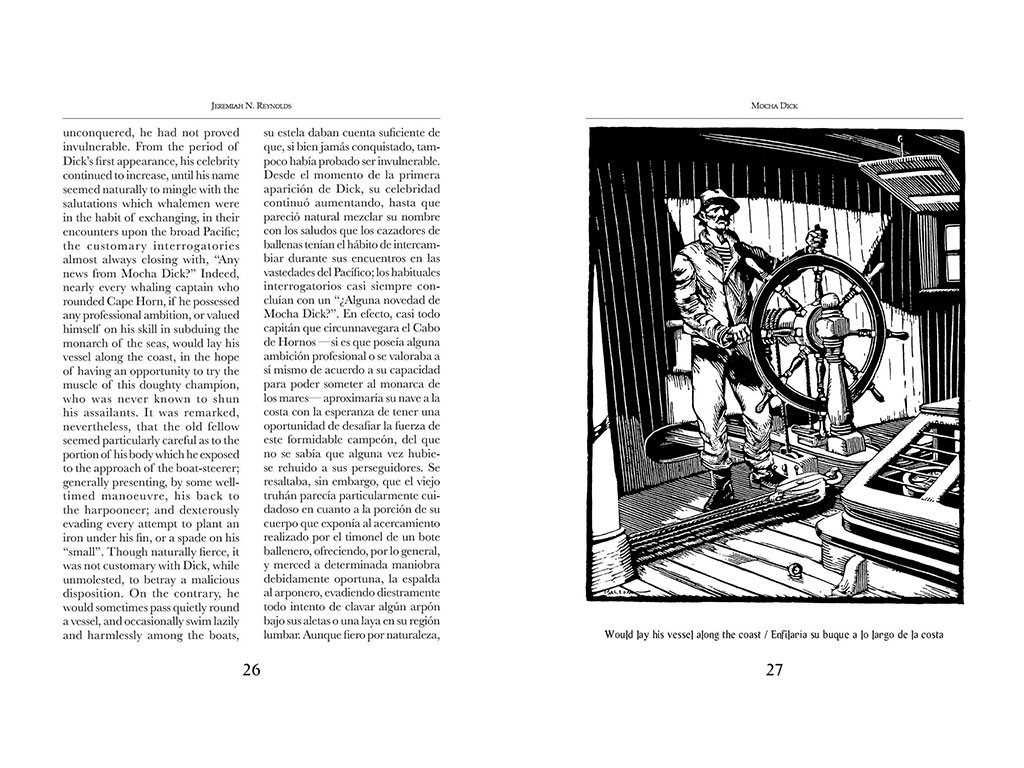 Jeremiah N. Reynolds
unconquered, he had not proved
invulnerable. From the period of
Dick's first appearance, his celebrity
continued to increase, until his name
seemed naturally to mingle with the
salutations which whalemen were
in the habit of exchanging, in their
encounters upon the broad Pacific;
the customary interrogatories
almost always closing with, “Any
news from Mocha Dick?” Indeed,
nearly every whaling captain who
rounded Cape Horn, if he possessed
any professional ambition, or valued
himself on his skill in subduing the
monarch of the seas, would lay his
vessel along the coast, in the hope
of having an opportunity to try the
muscle of this doughty champion,
who was never known to shun
his assailants. It was remarked,
nevertheless, that the old fellow
seemed particularly careful as to the
portion of his body which he exposed
to the approach of the boat-steerer;
generally presenting, by some well-
timed manoeuvre, his back to
the harpooneer; and dexterously
evading every attempt to plant an
iron under his fin, or a spade on his
“small”. Though naturally fierce, it
was not customary with Dick, while
unmolested, to betray a malicious
disposition. On the contrary, he
would sometimes pass quietly round
a vessel, and occasionally swim lazily
and harmlessly among the boats,
su estela daban cuenta suficiente de
que, si bien jamás conquistado, tam-
poco había probado ser invulnerable.
Desde el momento de la primera
aparición de Dick, su celebridad
continuó aumentando, hasta que
pareció natural mezclar su nombre
con los saludos que los cazadores de
ballenas tenían el hábito de intercam-
biar durante sus encuentros en las
vastedades del Pacífico; los habituales
interrogatorios casi siempre con-
cluían con un “¿Alguna novedad de
Mocha Dick?”. En efecto, casi todo
capitán que circunnavegara el Cabo
de Hornos —si es que poseía alguna
ambición profesional o se valoraba a
sí mismo de acuerdo a su capacidad
para poder someter al monarca de
los mares— aproximaría su nave a la
costa con la esperanza de tener una
oportunidad de desafiar la fuerza de
este formidable campeón, del que
no se sabía que alguna vez hubie-
se rehuido a sus perseguidores. Se
resaltaba, sin embargo, que el viejo
truhán parecía particularmente cui-
dadoso en cuanto a la porción de su
cuerpo que exponía al acercamiento
realizado por el timonel de un bote
ballenero, ofreciendo, por lo general,
y merced a determinada maniobra
debidamente oportuna, la espalda
al arponero, evadiendo diestramente
todo intento de clavar algún arpón
bajo sus aletas o una laya en su región
lumbar. Aunque fiero por naturaleza,
26
Mocha Dick
Would lay his vessel along the coast / Enfilaría su buque a lo largo de la costa
27